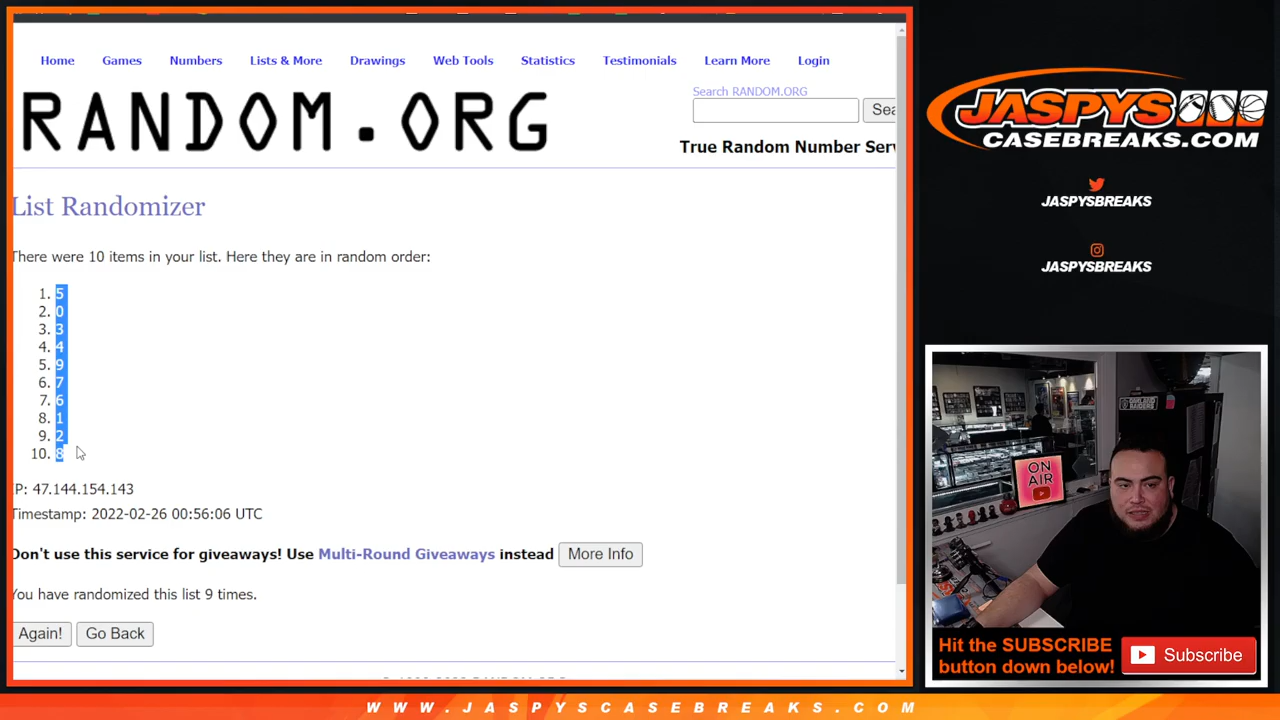 Home Games Numbers Lists & More Drawings Web Tools Statistics Testimonials Learn More Login
RANDOM.ORG
Search RANDOM.ORG
Sea
True Random Number Serv
List Randomizer
There were 10 items in your list. Here they are in random order:
1. 5
2. 0
3. 3
4. 4
5. 9
6. 7
7. 6
8. 1
9. 2
10. 8
IP: 47.144.154.143
Timestamp: 2022-02-26 00:56:06 UTC
Don't use this service for giveaways! Use Multi-Round Giveaways instead More Info
You have randomized this list 9 times.
Again! Go Back
JASPYS
CASEBREAKS.COM
JASPYSBREAKS
JASPYSBREAKS
OAKLAND
RAIDERS
ON
AIR
Hit the SUBSCRIBE
button down below!
Subscribe
WWW.JASPYSCASEBREAKS.COM